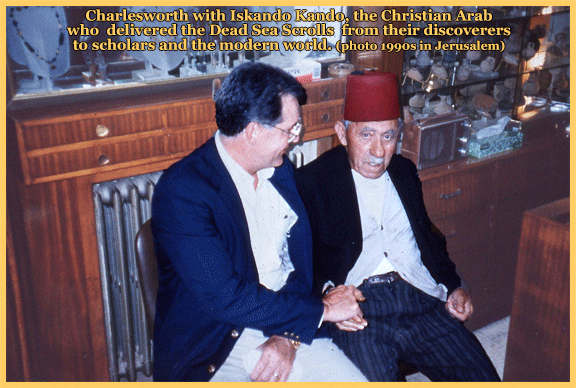 Charlesworth with Iskando Kando, the Christian Arab
who delivered the Dead Sea Scrolls from their discoverers
to scholars and the modern world. (photo 1990s in Jerusalem)